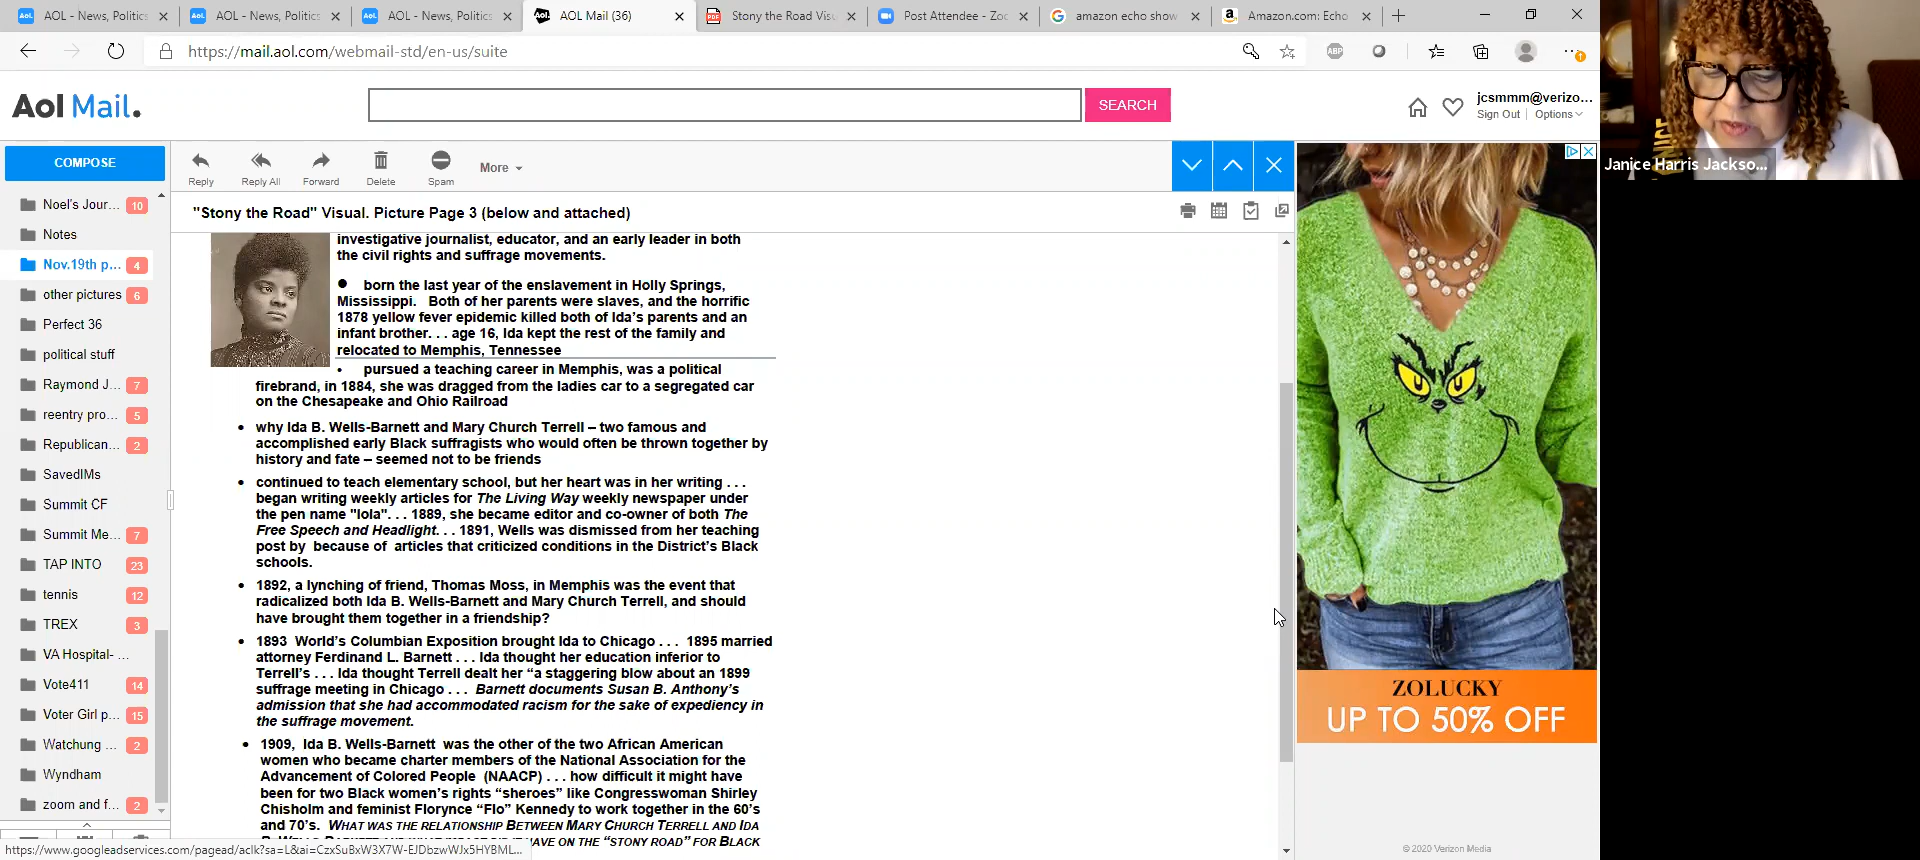 AOL - News, Politics
AOL - News, Politics
AOL - News, Politics
AOL Mail (36)
Stony the Road Visu
Post Attendee - Zoo
amazon echo show
Amazon.com: Echo
https://mail.aol.com/webmail-std/en-us/suite
ABP
Aol Mail.
SEARCH
jcsmmm@verizo...
Sign Out
Options
COMPOSE
Reply
Reply All
Forward
Delete
Spam
More
Noel's Jour... 10
Notes
Nov.19th p... 4
other pictures 6
Perfect 36
political stuff
Raymond J... 7
reentry pro... 5
Republican... 2
SavedIMs
Summit CF
Summit Me... 7
TAP INTO 23
tennis 12
TREX 3
VA Hospital- ...
Vote411 14
Voter Girl p... 15
Watchung ... 2
Wyndham
zoom and f... 2
"Stony the Road" Visual. Picture Page 3 (below and attached)
investigative journalist, educator, and an early leader in both
the civil rights and suffrage movements.
● born the last year of the enslavement in Holly Springs,
Mississippi. Both of her parents were slaves, and the horrific
1878 yellow fever epidemic killed both of Ida's parents and an
infant brother. . . age 16, Ida kept the rest of the family and
relocated to Memphis, Tennessee
• pursued a teaching career in Memphis, was a political
firebrand, in 1884, she was dragged from the ladies car to a segregated car
on the Chesapeake and Ohio Railroad
• why Ida B. Wells-Barnett and Mary Church Terrell – two famous and
accomplished early Black suffragists who would often be thrown together by
history and fate – seemed not to be friends
• continued to teach elementary school, but her heart was in her writing . . .
began writing weekly articles for The Living Way weekly newspaper under
the pen name "Iola". . . 1889, she became editor and co-owner of both The
Free Speech and Headlight. . . 1891, Wells was dismissed from her teaching
post by because of articles that criticized conditions in the District's Black
schools.
• 1892, a lynching of friend, Thomas Moss, in Memphis was the event that
radicalized both Ida B. Wells-Barnett and Mary Church Terrell, and should
have brought them together in a friendship?
• 1893 World's Columbian Exposition brought Ida to Chicago . . . 1895 married
attorney Ferdinand L. Barnett . . . Ida thought her education inferior to
Terrell's . . . Ida thought Terrell dealt her "a staggering blow about an 1899
suffrage meeting in Chicago . . . Barnett documents Susan B. Anthony's
admission that she had accommodated racism for the sake of expediency in
the suffrage movement.
• 1909, Ida B. Wells-Barnett was the other of the two African American
women who became charter members of the National Association for the
Advancement of Colored People (NAACP) . . . how difficult it might have
been for two Black women's rights "sheroes" like Congresswoman Shirley
Chisholm and feminist Florynce "Flo" Kennedy to work together in the 60's
and 70's. WHAT WAS THE RELATIONSHIP BETWEEN MARY CHURCH TERRELL AND IDA
HAVE ON THE "STONY ROAD" FOR BLACK
https://www.googleadservices.com/pagead/aclk?sa=L&ai=CzxSuBxW3X7W-EJDbzwWJx5HYBML...
ZOLUCKY
UP TO 50% OFF
© 2020 Verizon Media
Janice Harris Jackso...